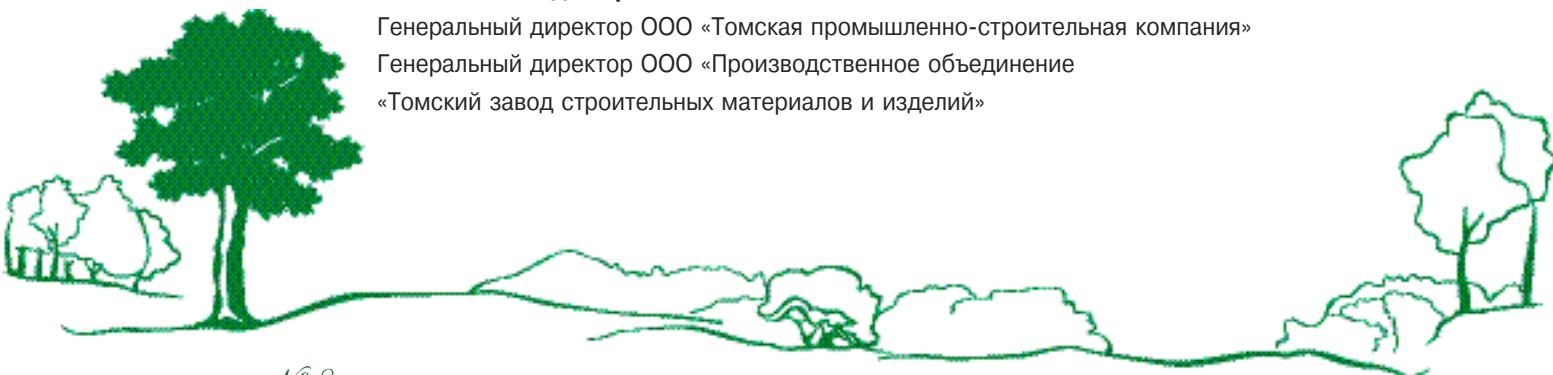 Генеральный директор ООО «Томская промышленно-строительная компания»
Генеральный директор ООО «Производственное объединение
«Томский завод строительных материалов и изделий»